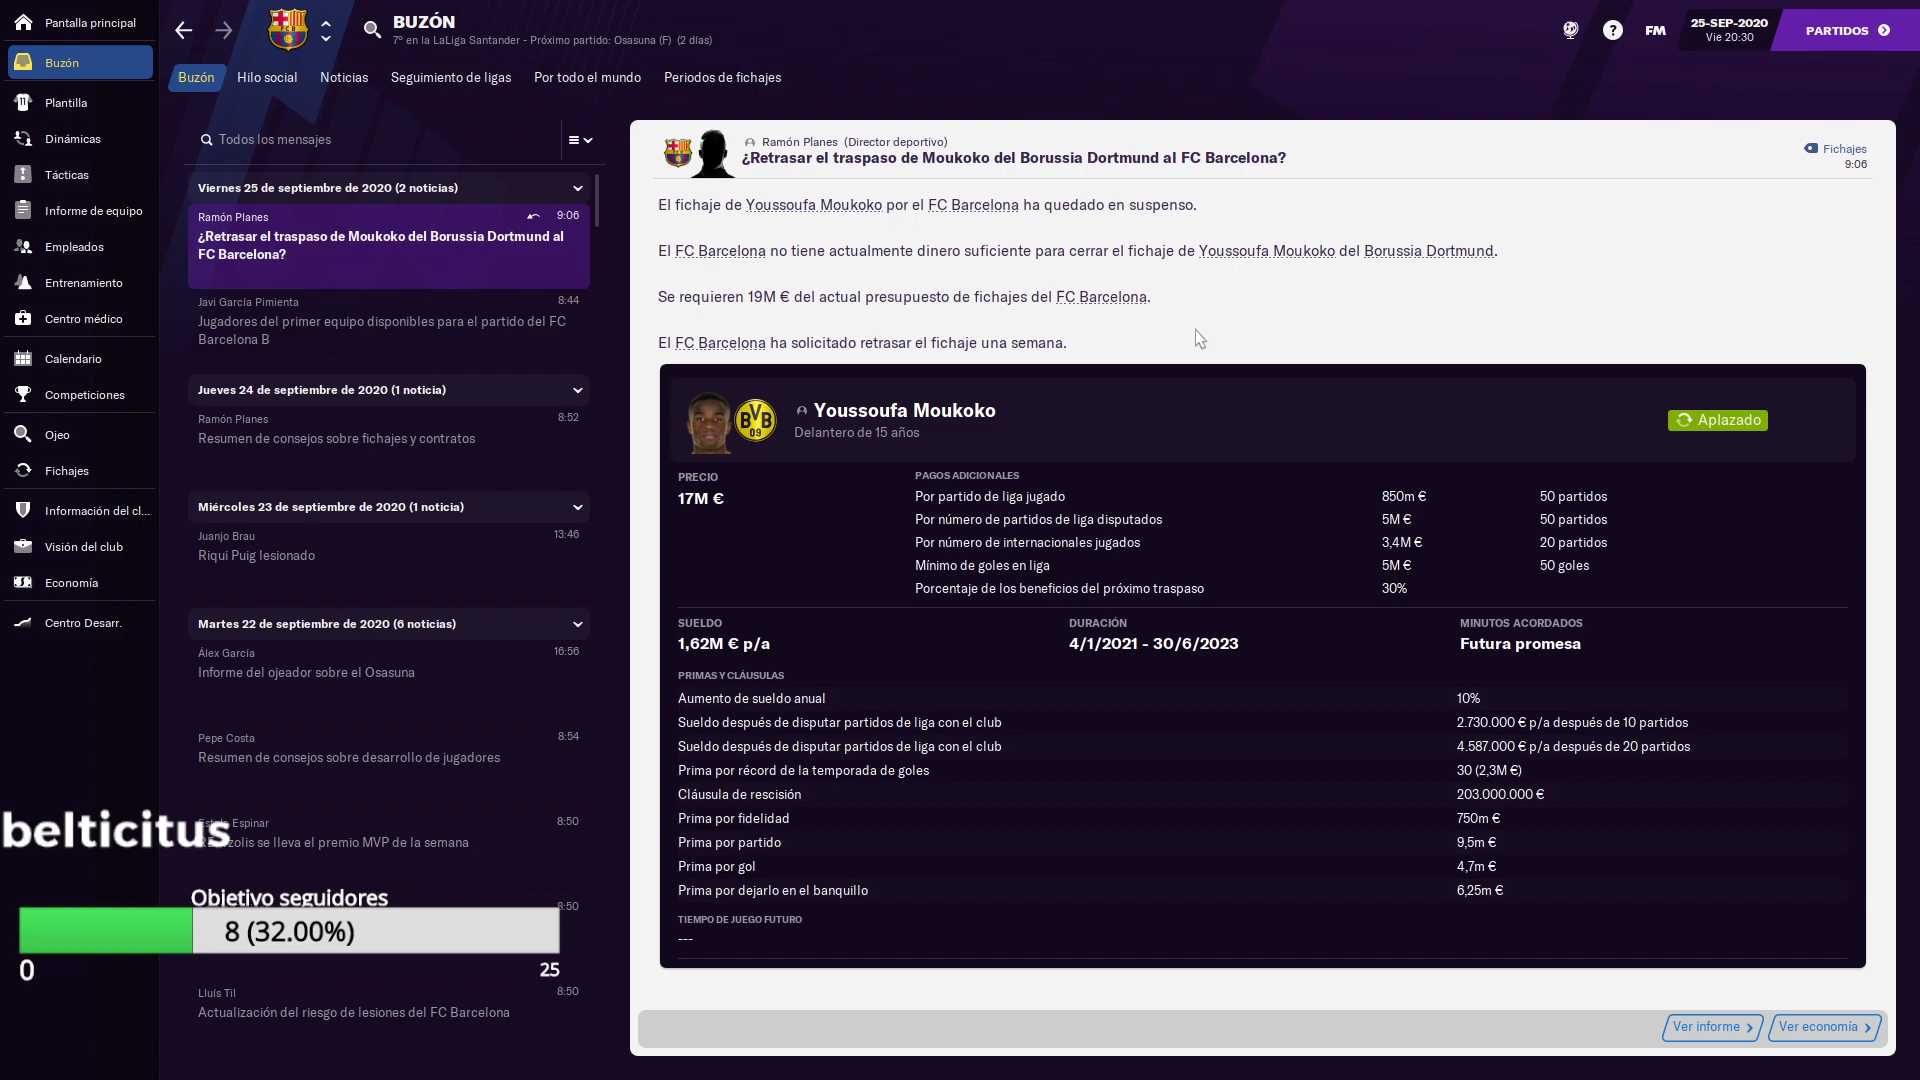 Pantalla principal
Buzón
Plantilla
Dinámicas
Tácticas
Informe de equipo
Empleados
Entrenamiento
Centro médico
Calendario
Competiciones
Ojeo
Fichajes
Información del cl...
Visión del club
Economía
Centro Desarr.
BUZÓN
7º en la LaLiga Santander - Próximo partido: Osasuna (F) (2 días)
FM
25-SEP-2020
Vie 20:30
PARTIDOS
Buzón Hilo social Noticias Seguimiento de ligas Por todo el mundo Periodos de fichajes
Todos los mensajes
Viernes 25 de septiembre de 2020 (2 noticias)
Ramón Planes 9:06
¿Retrasar el traspaso de Moukoko del Borussia Dortmund al
FC Barcelona?
Javi García Pimienta 8:44
Jugadores del primer equipo disponibles para el partido del FC
Barcelona B
Jueves 24 de septiembre de 2020 (1 noticia)
Ramón Planes 8:52
Resumen de consejos sobre fichajes y contratos
Miércoles 23 de septiembre de 2020 (1 noticia)
Juanjo Brau 13:46
Riqui Puig lesionado
Martes 22 de septiembre de 2020 (6 noticias)
Álex García 16:56
Informe del ojeador sobre el Osasuna
Pepe Costa 8:54
Resumen de consejos sobre desarrollo de jugadores
Espinar 8:50
se lleva el premio MVP de la semana
belticitus
8:50
Objetivo seguidores
8 (32.00%)
0 25
Lluís Til 8:50
Actualización del riesgo de lesiones del FC Barcelona
Ramón Planes (Director deportivo)
¿Retrasar el traspaso de Moukoko del Borussia Dortmund al FC Barcelona?
Fichajes
9:06
El fichaje de Youssoufa Moukoko por el FC Barcelona ha quedado en suspenso.
El FC Barcelona no tiene actualmente dinero suficiente para cerrar el fichaje de Youssoufa Moukoko del Borussia Dortmund.
Se requieren 19M € del actual presupuesto de fichajes del FC Barcelona.
El FC Barcelona ha solicitado retrasar el fichaje una semana.
BVB
09
Youssoufa Moukoko
Delantero de 15 años
Aplazado
PRECIO
17M €
PAGOS ADICIONALES
Por partido de liga jugado 850m € 50 partidos
Por número de partidos de liga disputados 5M € 50 partidos
Por número de internacionales jugados 3,4M € 20 partidos
Mínimo de goles en liga 5M € 50 goles
Porcentaje de los beneficios del próximo traspaso 30%
SUELDO DURACIÓN MINUTOS ACORDADOS
1,62M € p/a 4/1/2021 - 30/6/2023 Futura promesa
PRIMAS Y CLÁUSULAS
Aumento de sueldo anual 10%
Sueldo después de disputar partidos de liga con el club 2.730.000 € p/a después de 10 partidos
Sueldo después de disputar partidos de liga con el club 4.587.000 € p/a después de 20 partidos
Prima por récord de la temporada de goles 30 (2,3M €)
Cláusula de rescisión 203.000.000 €
Prima por fidelidad 750m €
Prima por partido 9,5m €
Prima por gol 4,7m €
Prima por dejarlo en el banquillo 6,25m €
TIEMPO DE JUEGO FUTURO
---
Ver informe Ver economía